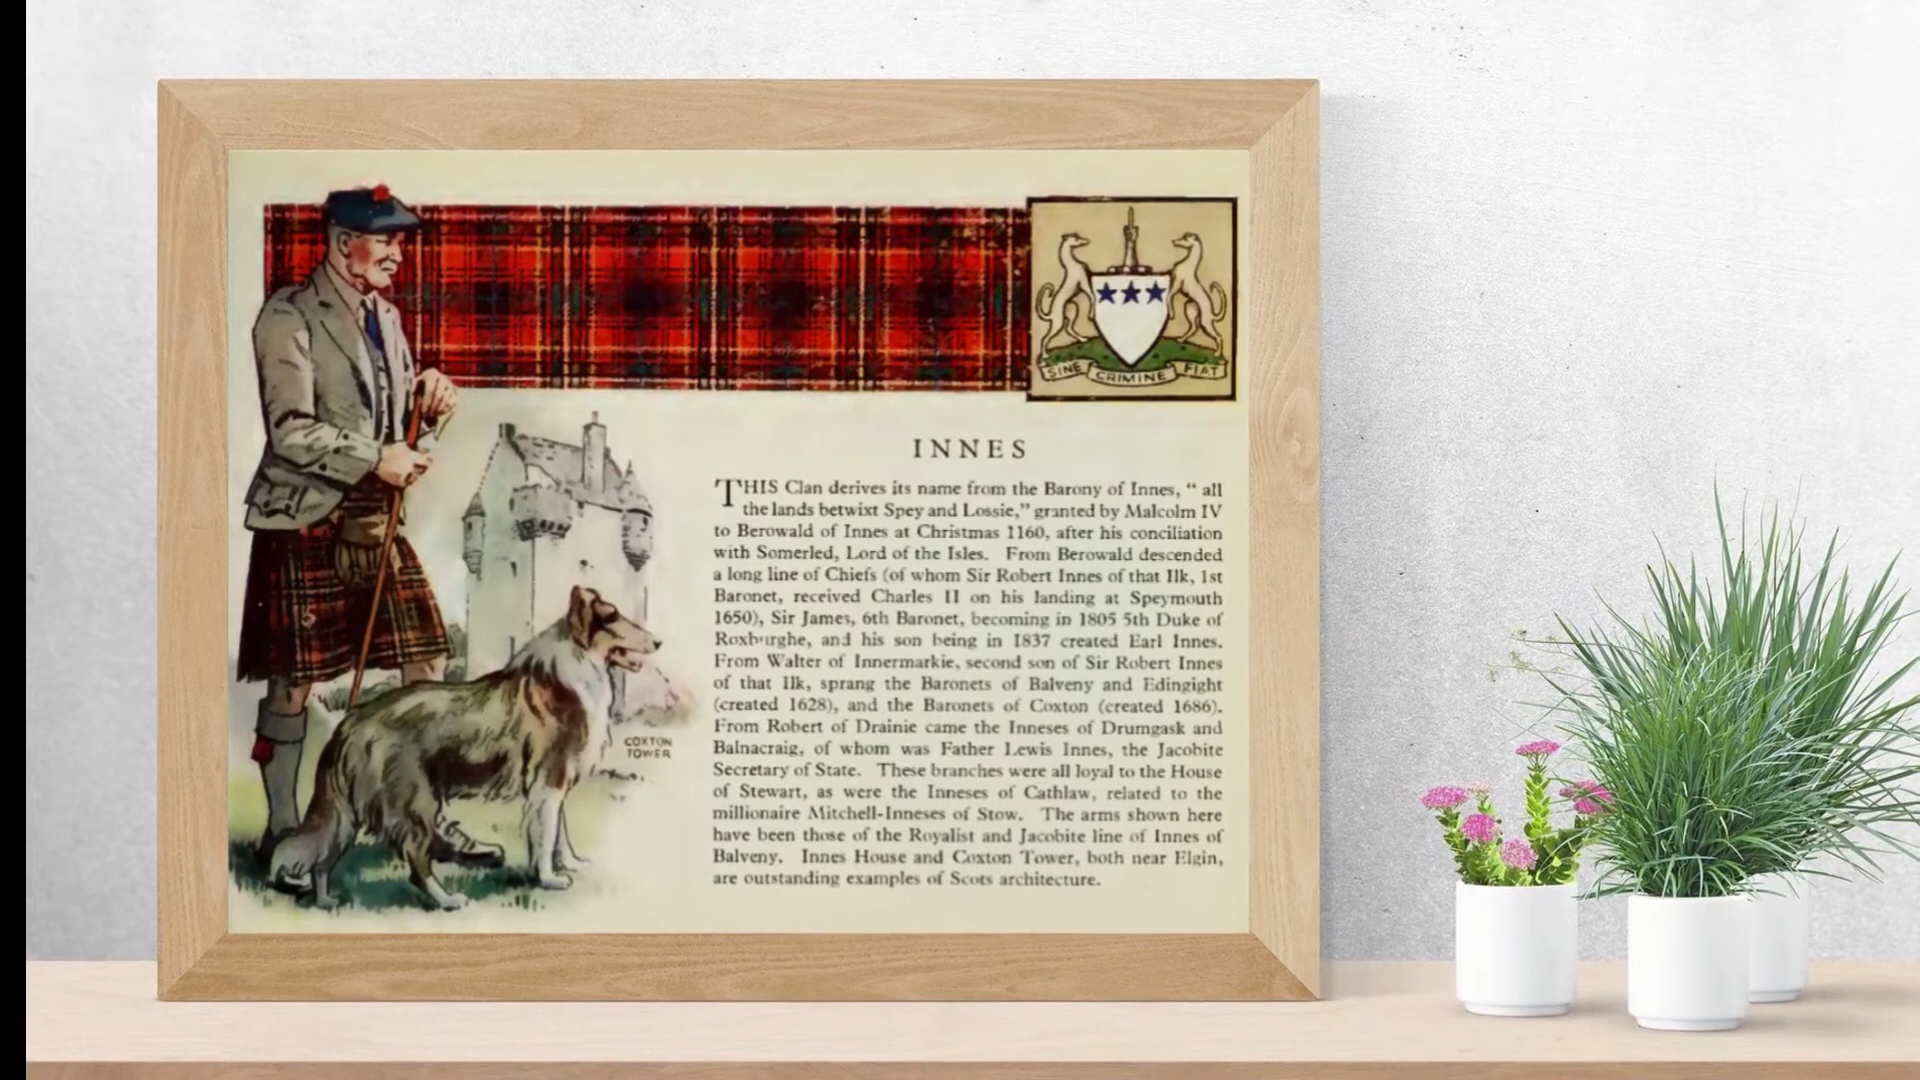 SINE CRIMINE FIAT
INNES
THIS Clan derives its name from the Barony of Innes, “ all
the lands betwixt Spey and Lossie,” granted by Malcolm IV
to Berowald of Innes at Christmas 1160, after his conciliation
with Somerled, Lord of the Isles. From Berowald descended
a long line of Chiefs (of whom Sir Robert Innes of that Ilk, 1st
Baronet, received Charles II on his landing at Speymouth
1650), Sir James, 6th Baronet, becoming in 1805 5th Duke of
Roxburghe, and his son being in 1837 created Earl Innes.
From Walter of Innermarkie, second son of Sir Robert Innes
of that Ilk, sprang the Baronets of Balveny and Edingight
(created 1628), and the Baronets of Coxton (created 1686).
From Robert of Drainie came the Inneses of Drumgask and
Balnacraig, of whom was Father Lewis Innes, the Jacobite
Secretary of State. These branches were all loyal to the House
of Stewart, as were the Inneses of Cathlaw, related to the
millionaire Mitchell-Inneses of Stow. The arms shown here
have been those of the Royalist and Jacobite line of Innes of
Balveny. Innes House and Coxton Tower, both near Elgin,
are outstanding examples of Scots architecture.
COXTON
TOWER